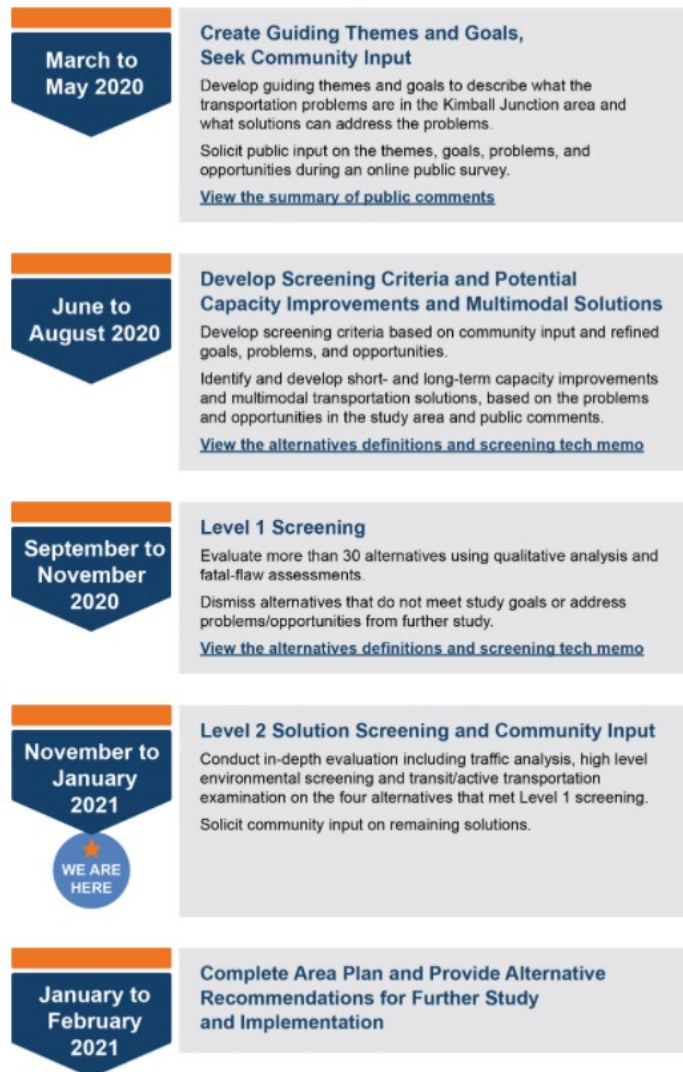 March to
May 2020
Create Guiding Themes and Goals,
Seek Community Input
Develop guiding themes and goals to describe what the
transportation problems are in the Kimball Junction area and
what solutions can address the problems.
Solicit public input on the themes, goals, problems, and
opportunities during an online public survey.
View the summary of public comments
June to
August 2020
Develop Screening Criteria and Potential
Capacity Improvements and Multimodal Solutions
Develop screening criteria based on community input and refined
goals, problems, and opportunities.
Identify and develop short- and long-term capacity improvements
and multimodal transportation solutions, based on the problems
and opportunities in the study area and public comments.
View the alternatives definitions and screening tech memo
September to
November
2020
Level 1 Screening
Evaluate more than 30 alternatives using qualitative analysis and
fatal-flaw assessments.
Dismiss alternatives that do not meet study goals or address
problems/opportunities from further study.
View the alternatives definitions and screening tech memo
November to
January
2021
WE ARE
HERE
Level 2 Solution Screening and Community Input
Conduct in-depth evaluation including traffic analysis, high level
environmental screening and transit/active transportation
examination on the four alternatives that met Level 1 screening.
Solicit community input on remaining solutions.
January to
February
2021
Complete Area Plan and Provide Alternative
Recommendations for Further Study
and Implementation